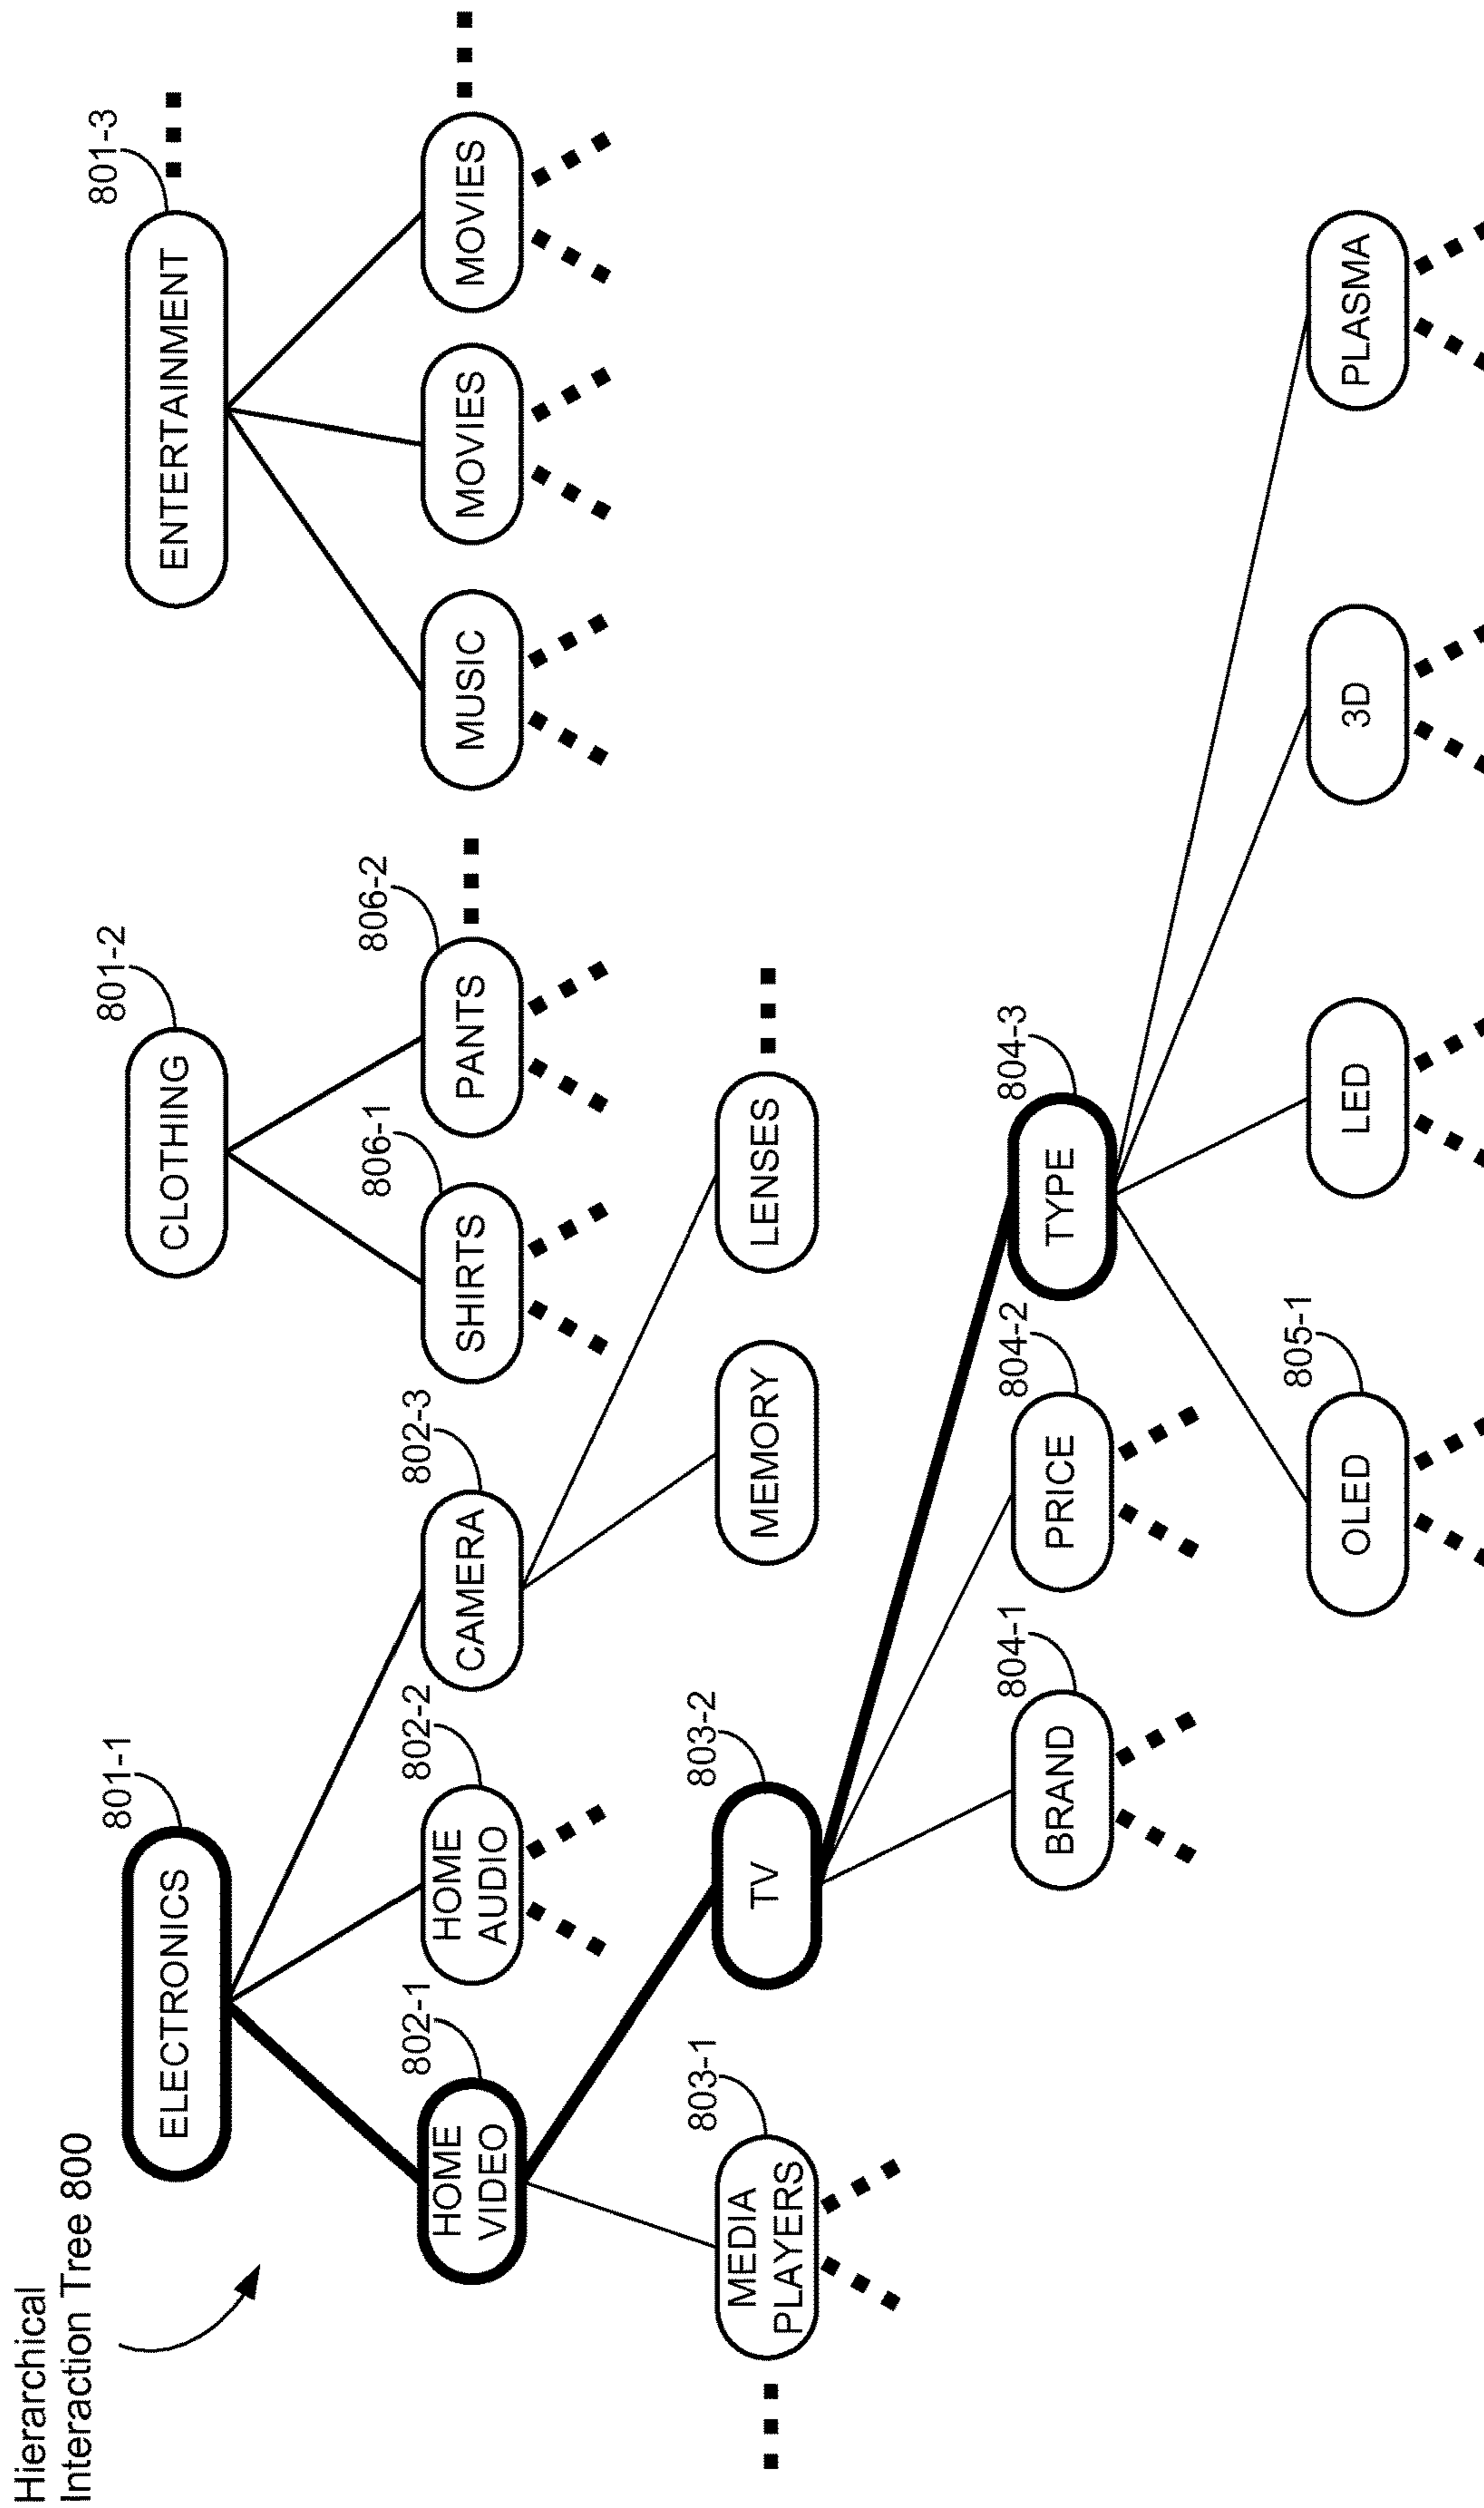 Hierarchical
Interaction Tree 800
801-1
801-2
801-3
ELECTRONICS
CLOTHING
ENTERTAINMENT
802-1
802-2
802-3
806-1
806-2
HOME
VIDEO
HOME
AUDIO
CAMERA
SHIRTS
PANTS
MUSIC
MOVIES
MOVIES
803-1
803-2
MEDIA
PLAYERS
TV
MEMORY
LENSES
804-1
804-2
804-3
BRAND
PRICE
TYPE
805-1
OLED
LED
3D
PLASMA